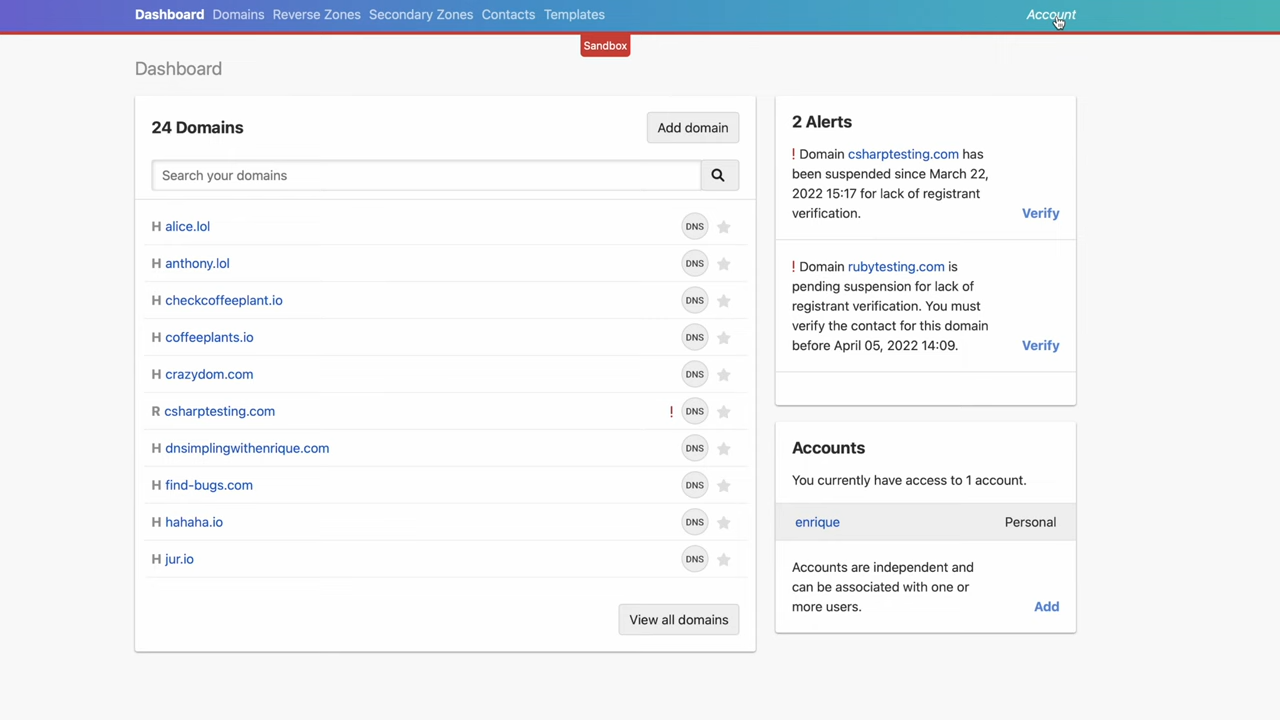 Dashboard Domains Reverse Zones Secondary Zones Contacts Templates Account
Sandbox
Dashboard
24 Domains
Add domain
Search your domains
H alice.lol DNS
H anthony.lol DNS
H checkcoffeeplant.io DNS
H coffeeplants.io DNS
H crazydom.com DNS
R csharptesting.com ! DNS
H dnsimplingwithenrique.com DNS
H find-bugs.com DNS
H hahaha.io DNS
H jur.io DNS
View all domains
2 Alerts
! Domain csharptesting.com has
been suspended since March 22,
2022 15:17 for lack of registrant
verification.
Verify
! Domain rubytesting.com is
pending suspension for lack of
registrant verification. You must
verify the contact for this domain
before April 05, 2022 14:09.
Verify
Accounts
You currently have access to 1 account.
enrique Personal
Accounts are independent and
can be associated with one or
more users.
Add